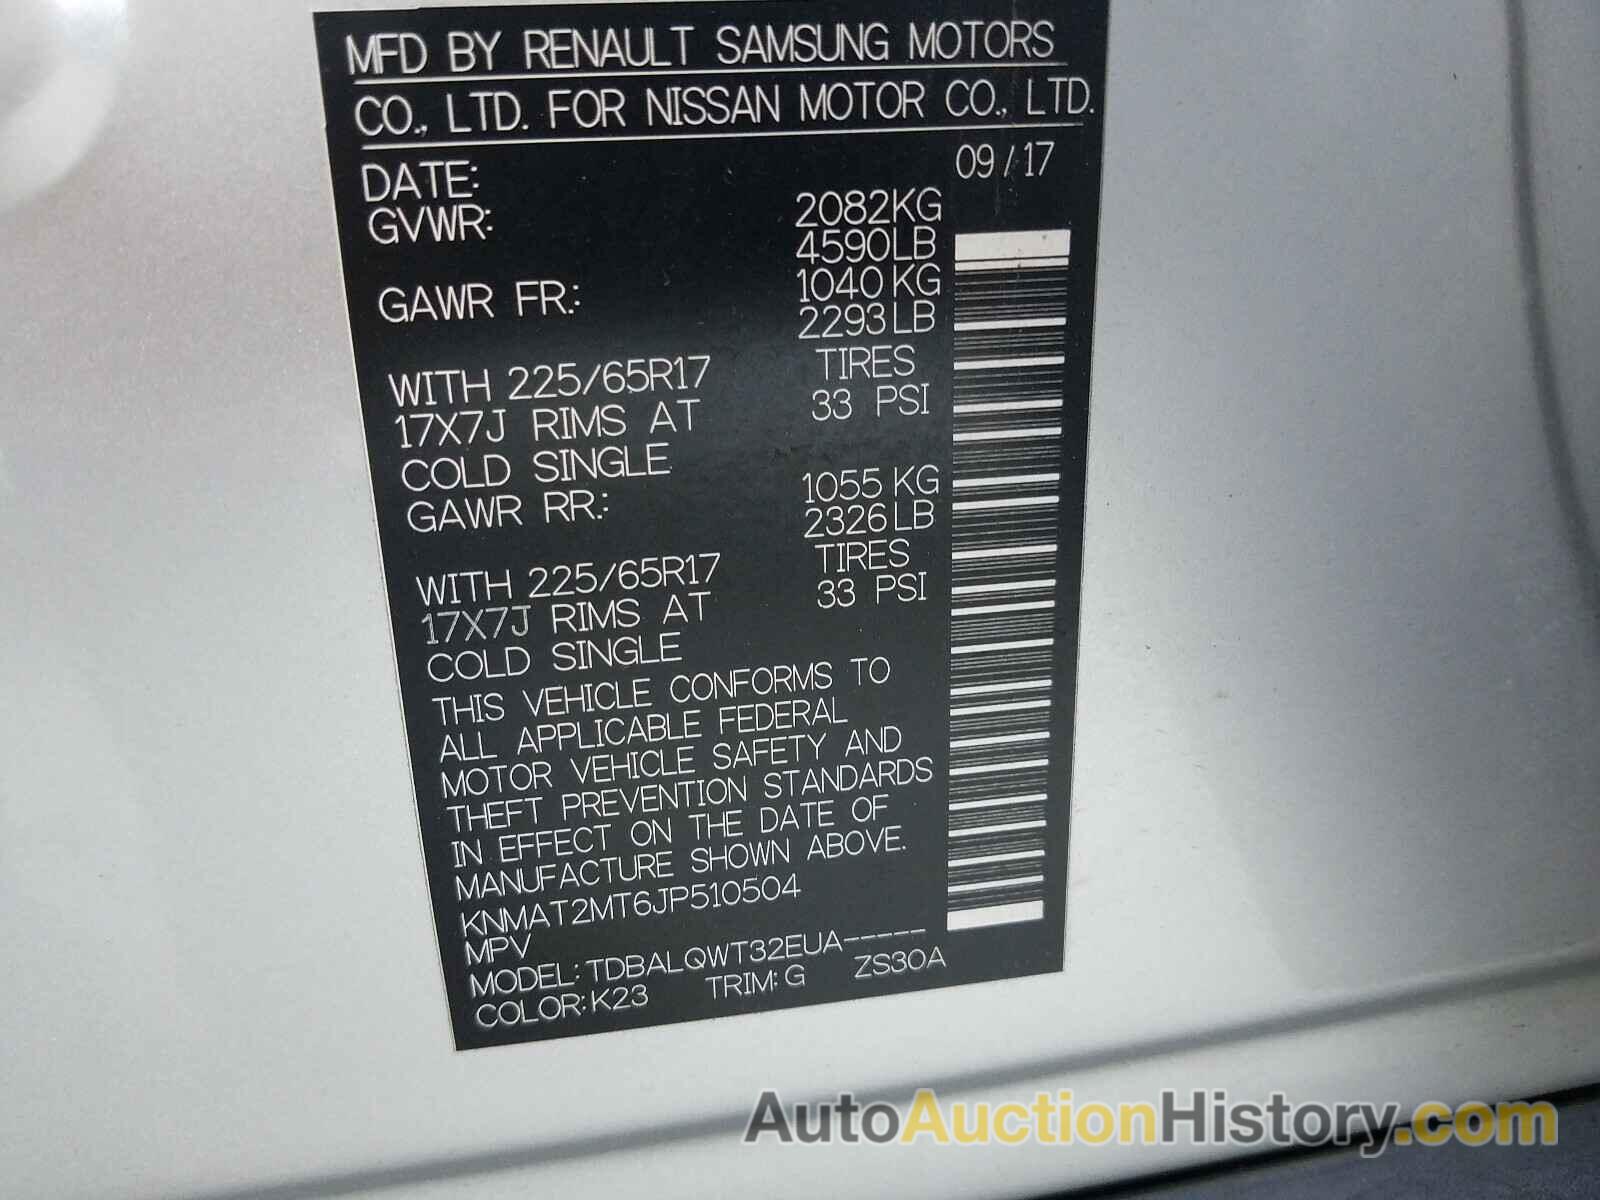 MFD BY RENAULT SAMSUNG MOTORS
CO., LTD. FOR NISSAN MOTOR CO., LTD.
DATE: 09 / 17
GVWR: 2082KG
4590LB
GAWR FR.: 1040 KG
2293LB
WITH 225/65R17 TIRES
17X7J RIMS AT 33 PSI
COLD SINGLE
GAWR RR.: 1055 KG
2326LB
WITH 225/65R17 TIRES
17X7J RIMS AT 33 PSI
COLD SINGLE
THIS VEHICLE CONFORMS TO
ALL APPLICABLE FEDERAL
MOTOR VEHICLE SAFETY AND
THEFT PREVENTION STANDARDS
IN EFFECT ON THE DATE OF
MANUFACTURE SHOWN ABOVE.
KNMAT2MT6JP510504
MPV
MODEL: TDBALQWT32EUA-----
COLOR: K23 TRIM: G ZS30A
AutoAuctionHistory.com